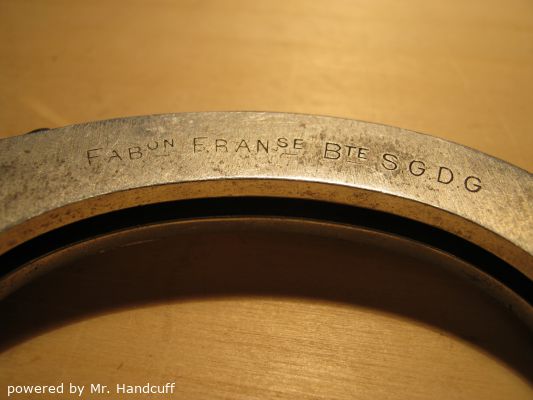 FABON FRANSE BTE S.G.D.G
powered by Mr. Handcuff